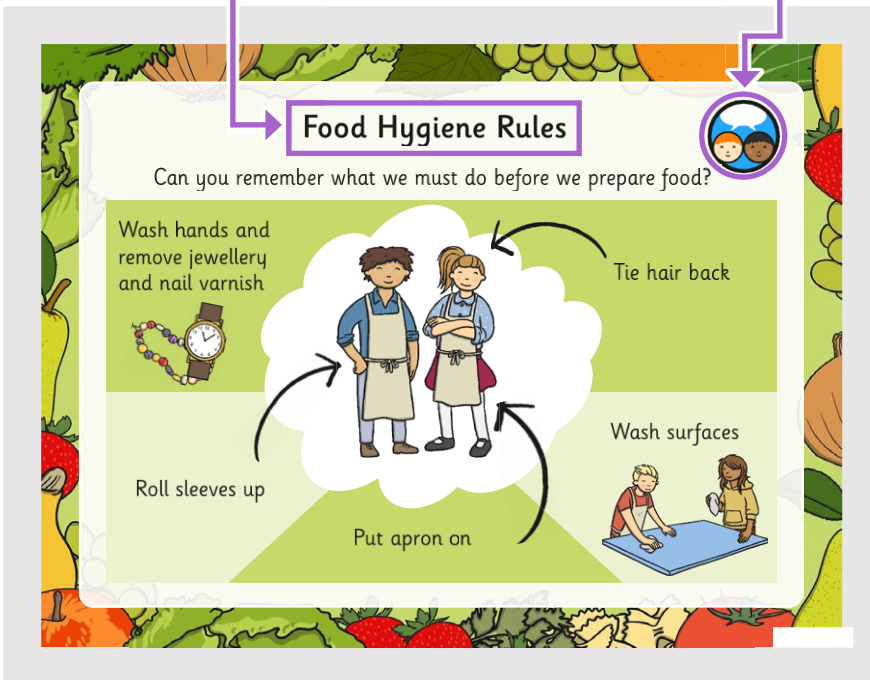 Food Hygiene Rules
Can you remember what we must do before we prepare food?
Wash hands and
remove jewellery
and nail varnish
Tie hair back
Roll sleeves up
Put apron on
Wash surfaces